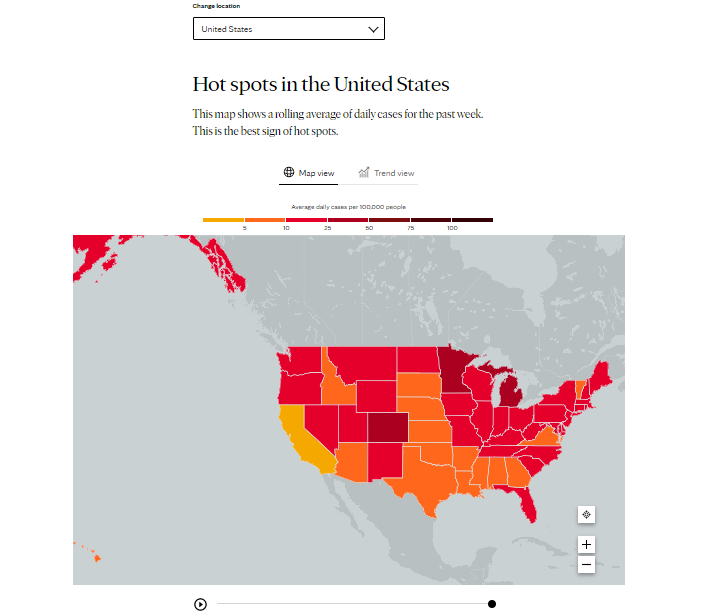 Change location
United States
Hot spots in the United States
This map shows a rolling average of daily cases for the past week.
This is the best sign of hot spots.
Map view
Trend view
Average daily cases per 100,000 people
5 10 25 50 75 100
+
−